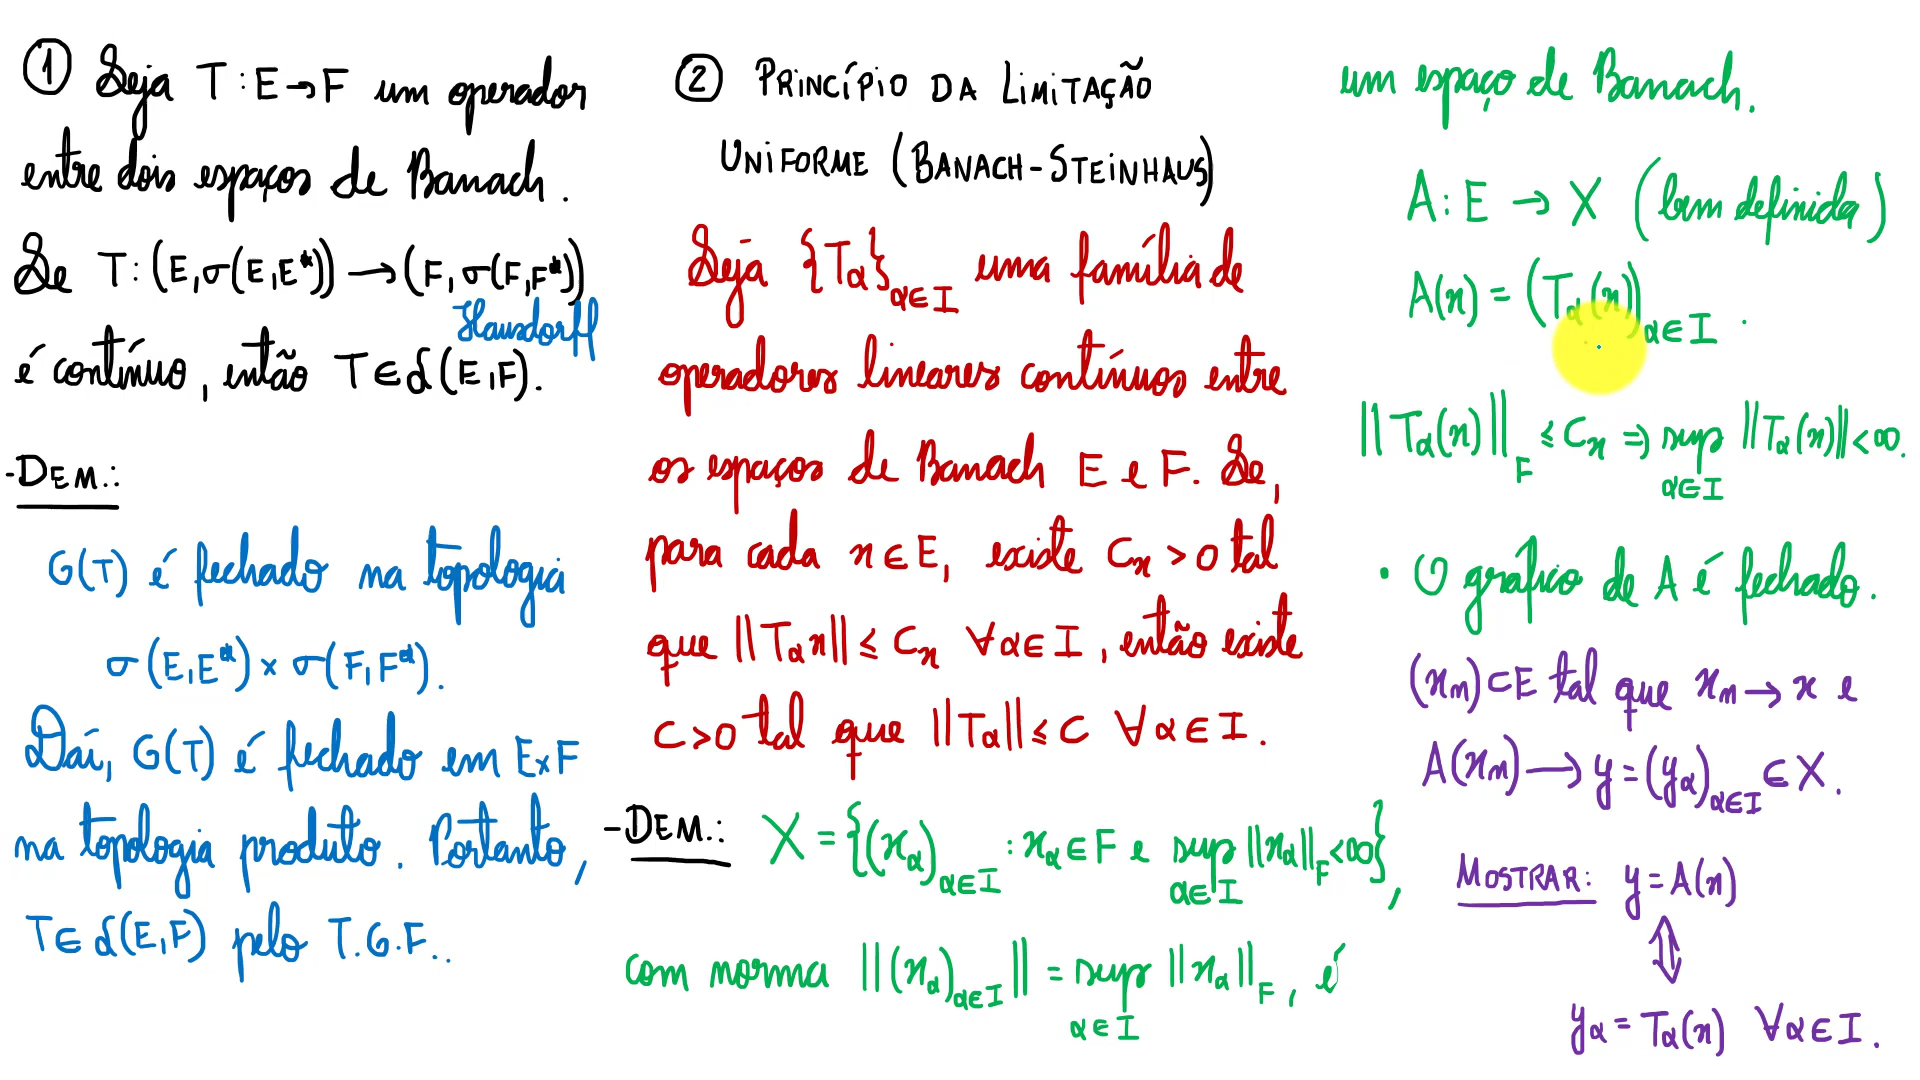 ① Seja T : E → F um operador
entre dois espaços de Banach.
Se T: (E, σ(E,E*)) → (F, σ(F,F*))
Hausdorff
é contínuo, então T ∈ L(E,F).
- DEM.:
G(T) é fechado na topologia
σ(E,E*) × σ(F,F*).
Daí, G(T) é fechado em E×F
na topologia produto. Portanto,
T ∈ L(E,F) pelo T.G.F..
② PRINCÍPIO DA LIMITAÇÃO
UNIFORME (BANACH-STEINHAUS)
Seja {Tα}α∈I uma família de
operadores lineares contínuos entre
os espaços de Banach E e F. Se,
para cada x ∈ E, existe Cx > 0 tal
que ||Tαx|| ≤ Cx ∀α∈I, então existe
C>0 tal que ||Tα|| ≤ C ∀α∈I.
- DEM.: X = {(xα)α∈I : xα∈F e sup α∈I ||xα||F < ∞},
com norma ||(xα)α∈I|| = sup α∈I ||xα||F, é
um espaço de Banach.
A: E → X (bem definida)
A(x) = (Tα(x))α∈I.
||Tα(x)||F ≤ Cx ⇒ sup α∈I ||Tα(x)|| < ∞.
• O gráfico de A é fechado.
(xn) ⊂ E tal que xn → x e
A(xn) → y = (yα)α∈I ∈ X.
MOSTRAR: y = A(x)
⇕
yα = Tα(x) ∀α∈I.